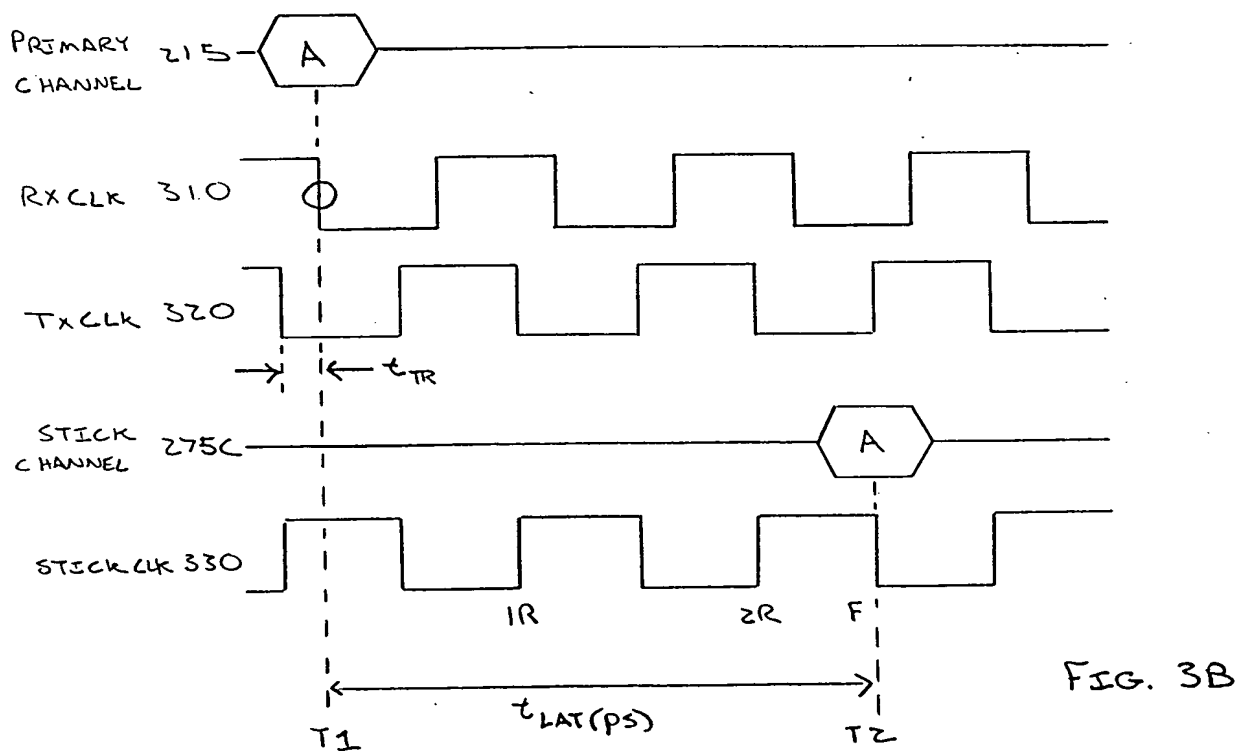 PRIMARY
CHANNEL 215
A
RXCLK 310
TXCLK 320
tTR
STICK
CHANNEL 275C
A
STICKCLK 330
1R 2R F
tLAT(PS)
T1 T2
FIG. 3B